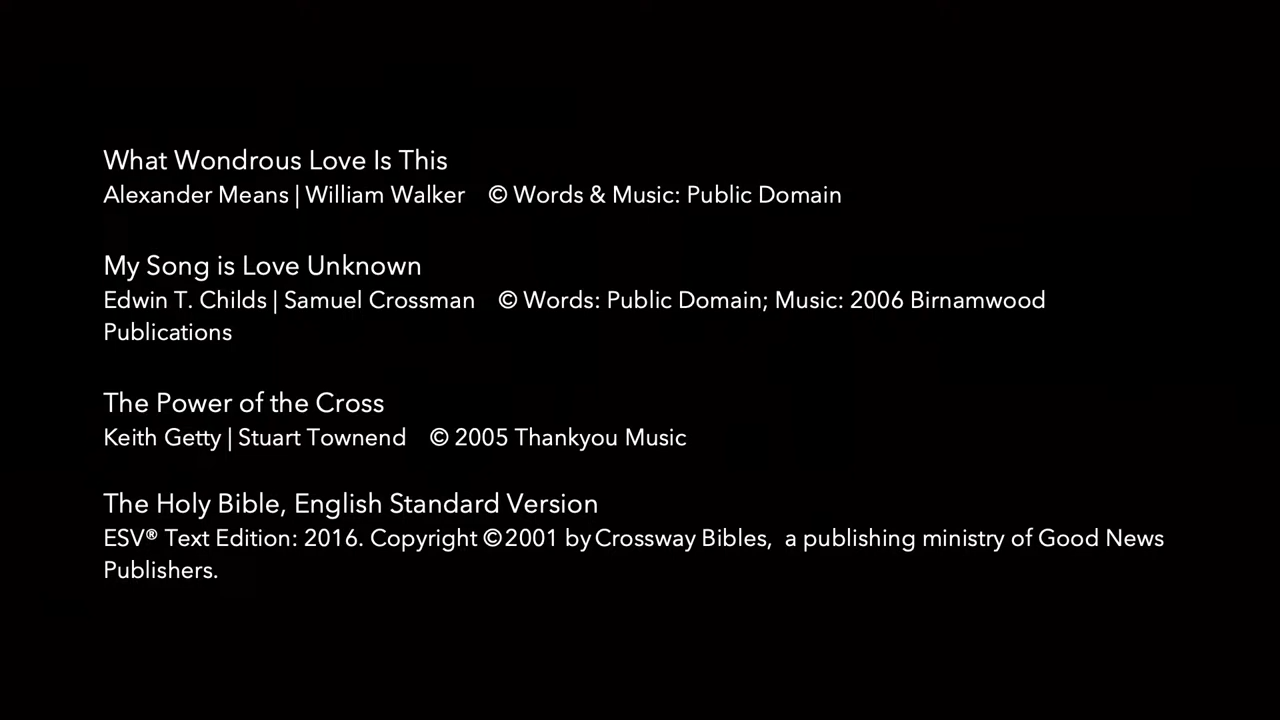 What Wondrous Love Is This
Alexander Means | William Walker © Words & Music: Public Domain
My Song is Love Unknown
Edwin T. Childs | Samuel Crossman © Words: Public Domain; Music: 2006 Birnamwood
Publications
The Power of the Cross
Keith Getty | Stuart Townend © 2005 Thankyou Music
The Holy Bible, English Standard Version
ESV® Text Edition: 2016. Copyright ©2001 by Crossway Bibles, a publishing ministry of Good News
Publishers.